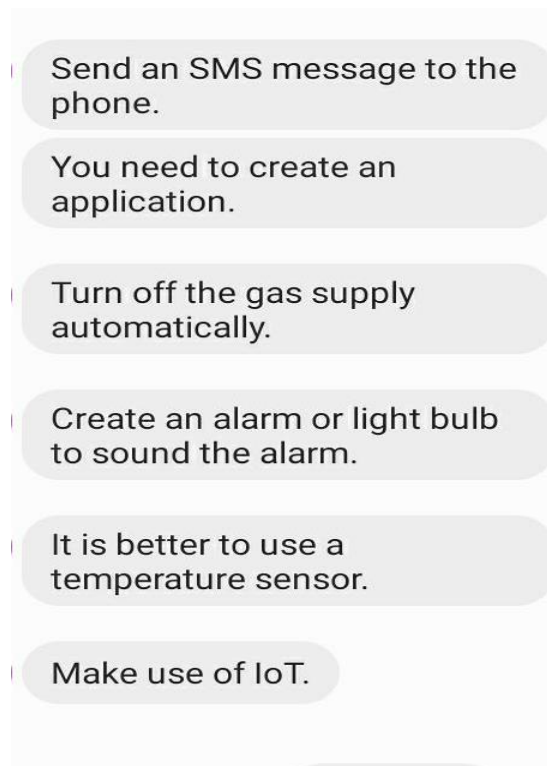 Send an SMS message to the
phone.
You need to create an
application.
Turn off the gas supply
automatically.
Create an alarm or light bulb
to sound the alarm.
It is better to use a
temperature sensor.
Make use of IoT.